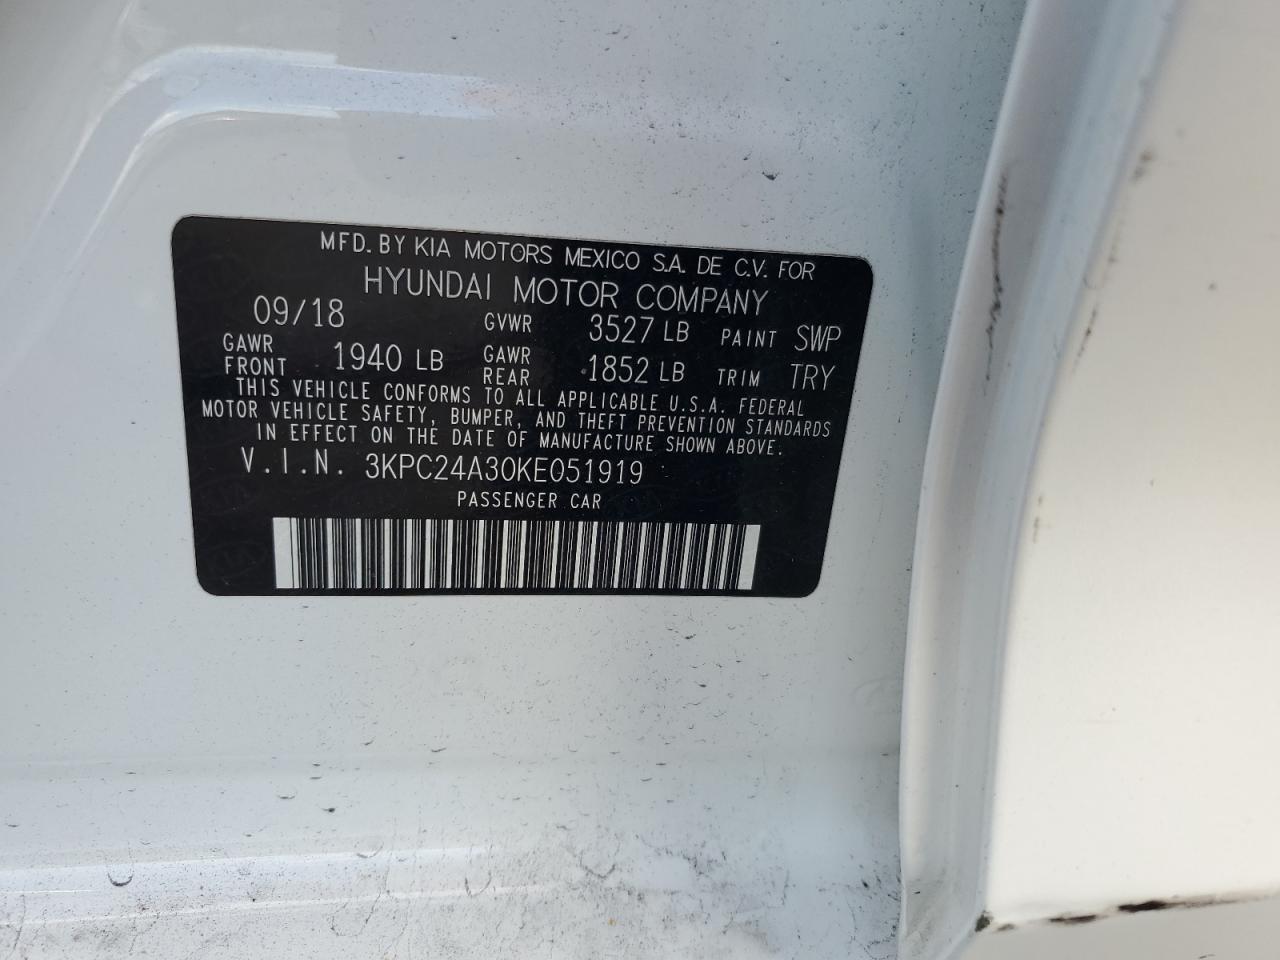 MFD. BY KIA MOTORS MEXICO S.A. DE C.V. FOR
HYUNDAI MOTOR COMPANY
09/18 GVWR 3527 LB PAINT SWP
GAWR FRONT 1940 LB GAWR REAR 1852 LB TRIM TRY
THIS VEHICLE CONFORMS TO ALL APPLICABLE U.S.A. FEDERAL
MOTOR VEHICLE SAFETY, BUMPER, AND THEFT PREVENTION STANDARDS
IN EFFECT ON THE DATE OF MANUFACTURE SHOWN ABOVE.
V.I.N. 3KPC24A30KE051919
PASSENGER CAR